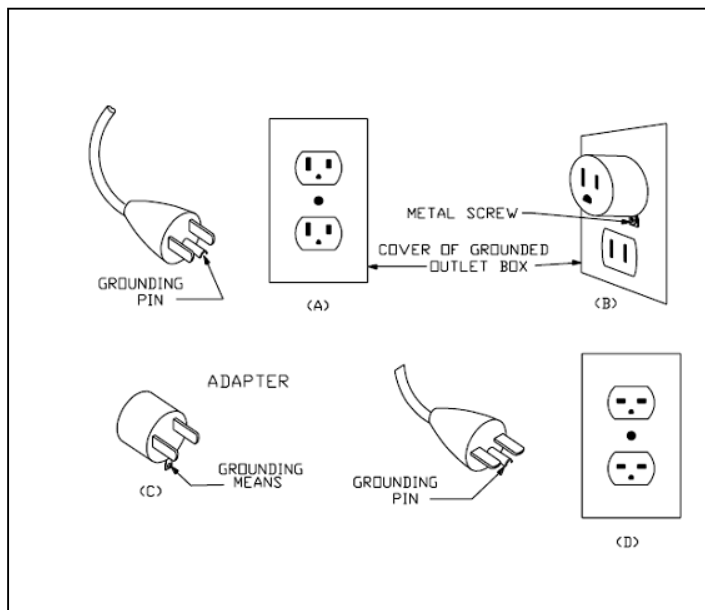 METAL SCREW
COVER OF GROUNDED
OUTLET BOX
GROUNDING
PIN
(A)
(B)
ADAPTER
GROUNDING
MEANS
(C)
GROUNDING
PIN
(D)